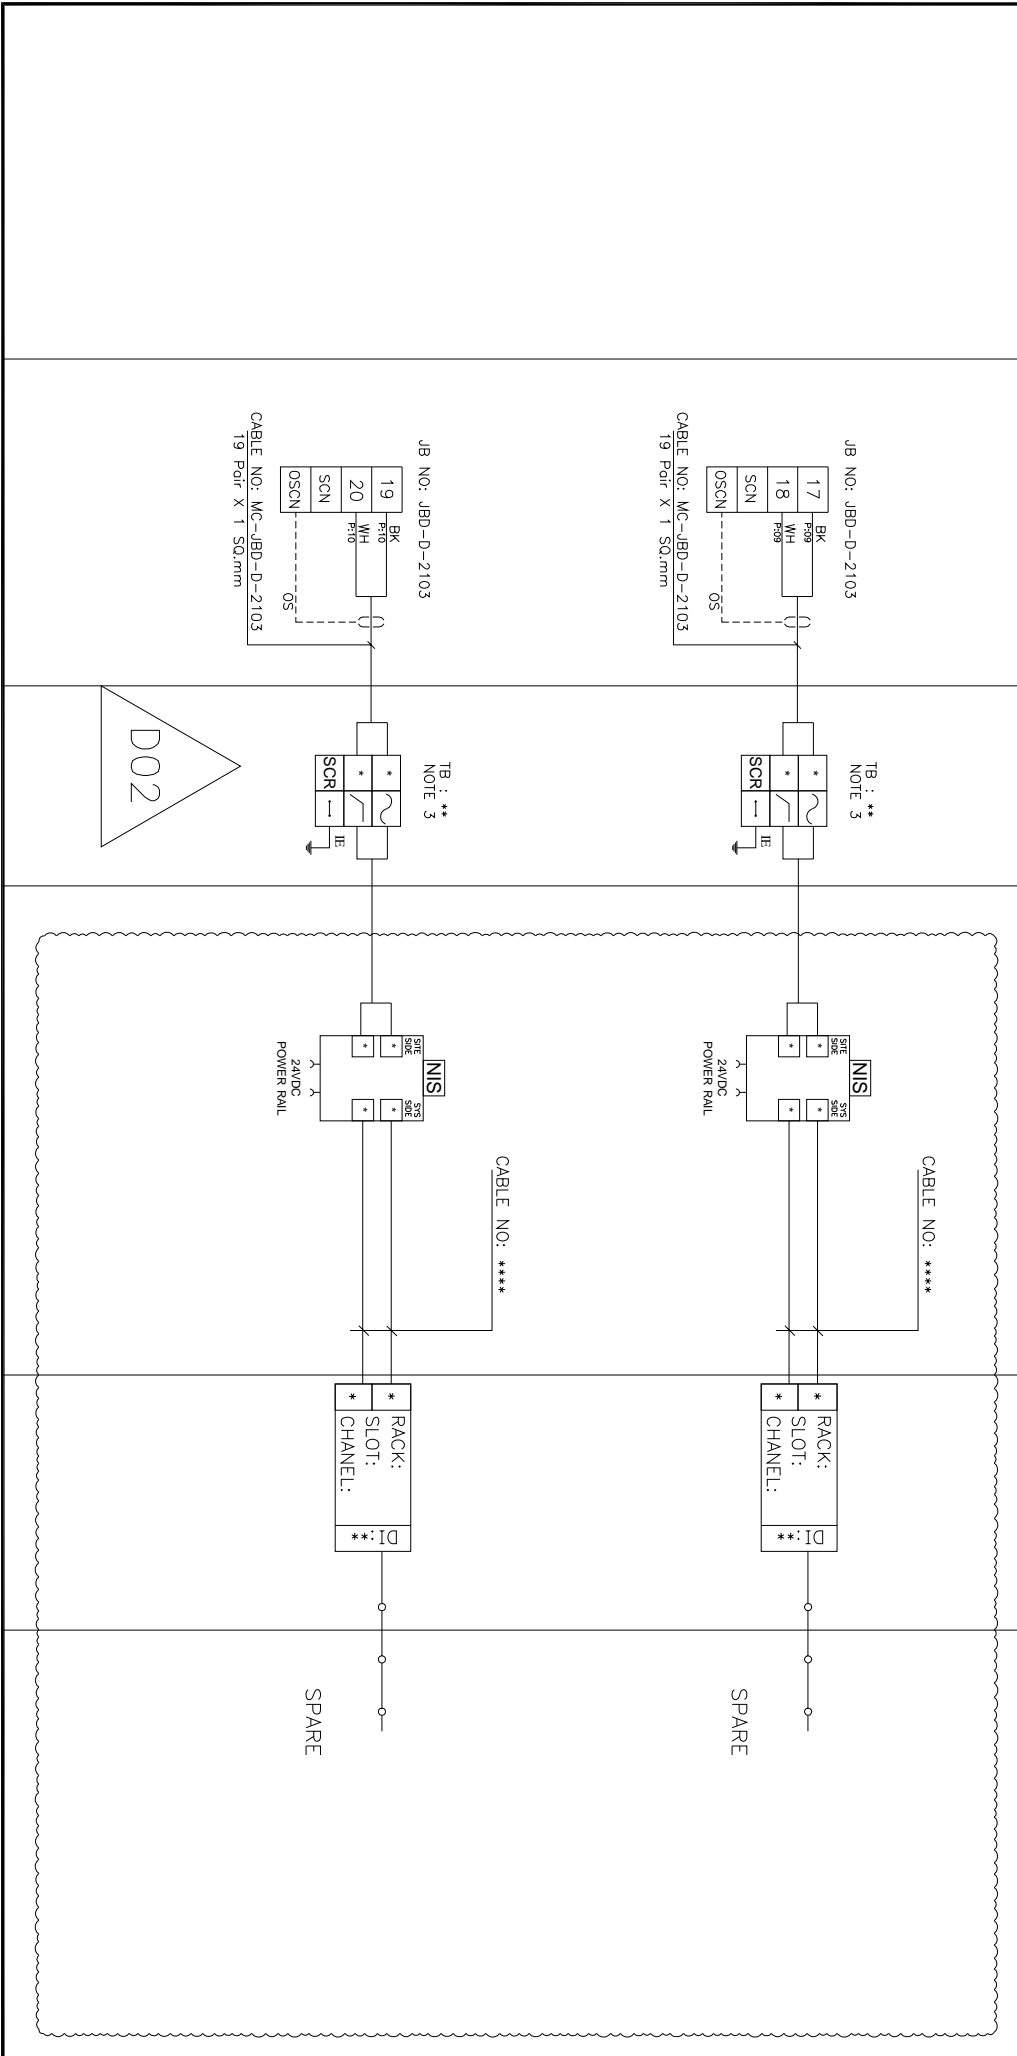 JB NO: JBD-D-2103
17
BK
P:09
18
WH
P:09
SCN
OSCN
OS
CABLE NO: MC-JBD-D-2103
19 Pair X 1 SQ.mm
TB : **
NOTE 3
*
*
SCR
IE
NIS
SITE SIDE
SYS SIDE
* *
* *
24VDC
POWER RAIL
CABLE NO: ****
*
*
RACK:
SLOT:
CHANEL:
DI:**
SPARE
JB NO: JBD-D-2103
19
BK
P:10
20
WH
P:10
SCN
OSCN
OS
CABLE NO: MC-JBD-D-2103
19 Pair X 1 SQ.mm
TB : **
NOTE 3
*
*
SCR
IE
NIS
SITE SIDE
SYS SIDE
* *
* *
24VDC
POWER RAIL
CABLE NO: ****
*
*
RACK:
SLOT:
CHANEL:
DI:**
SPARE
D02